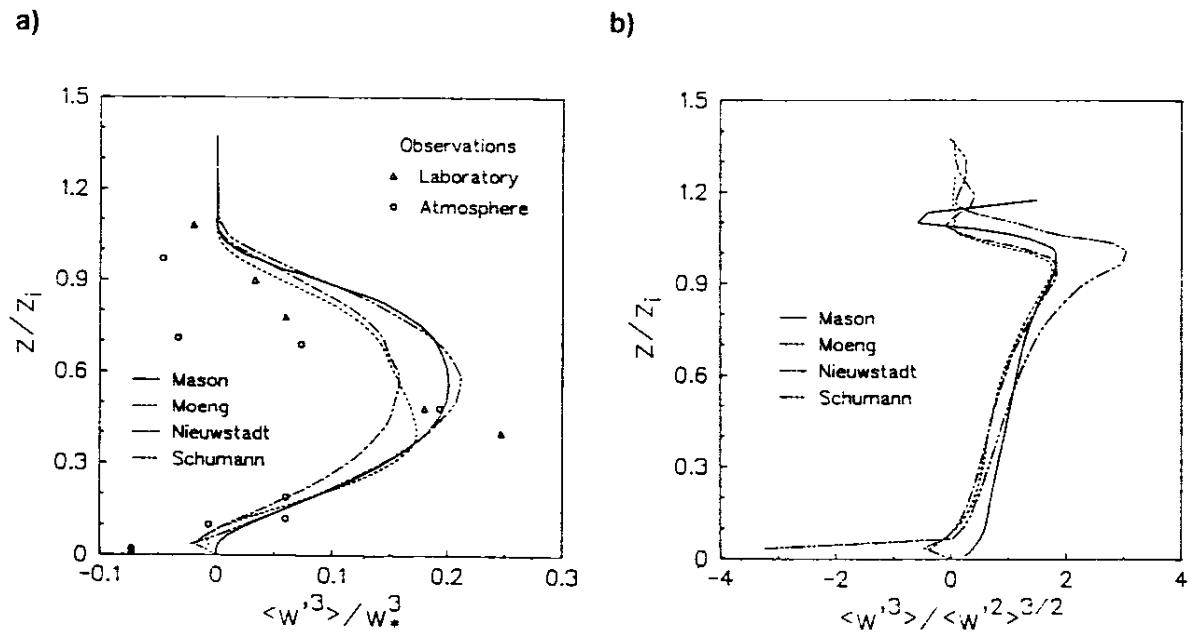 a)
1.5
1.2
0.9
0.6
0.3
0
Z/Z_i
Observations
Laboratory
Atmosphere
Mason
Moeng
Nieuwstadt
Schumann
-0.1 0 0.1 0.2 0.3
<w'^3>/w_*^3
b)
1.5
1.2
0.9
0.6
0.3
0
Z/Z_i
Mason
Moeng
Nieuwstadt
Schumann
-4 -2 0 2 4
<w'^3>/<w'^2>^3/2